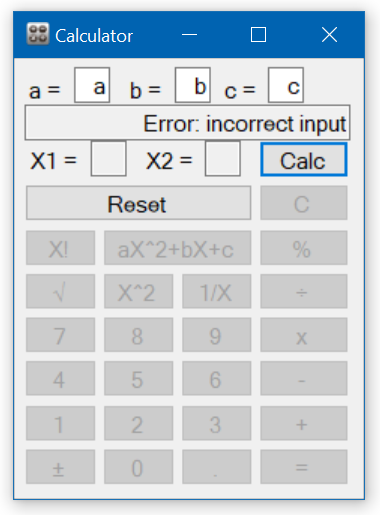 Calculator
a = a b = b c = c
Error: incorrect input
X1 = X2 = Calc
Reset C
X! aX^2+bX+c %
√ X^2 1/X ÷
7 8 9 x
4 5 6 -
1 2 3 +
± 0 . =